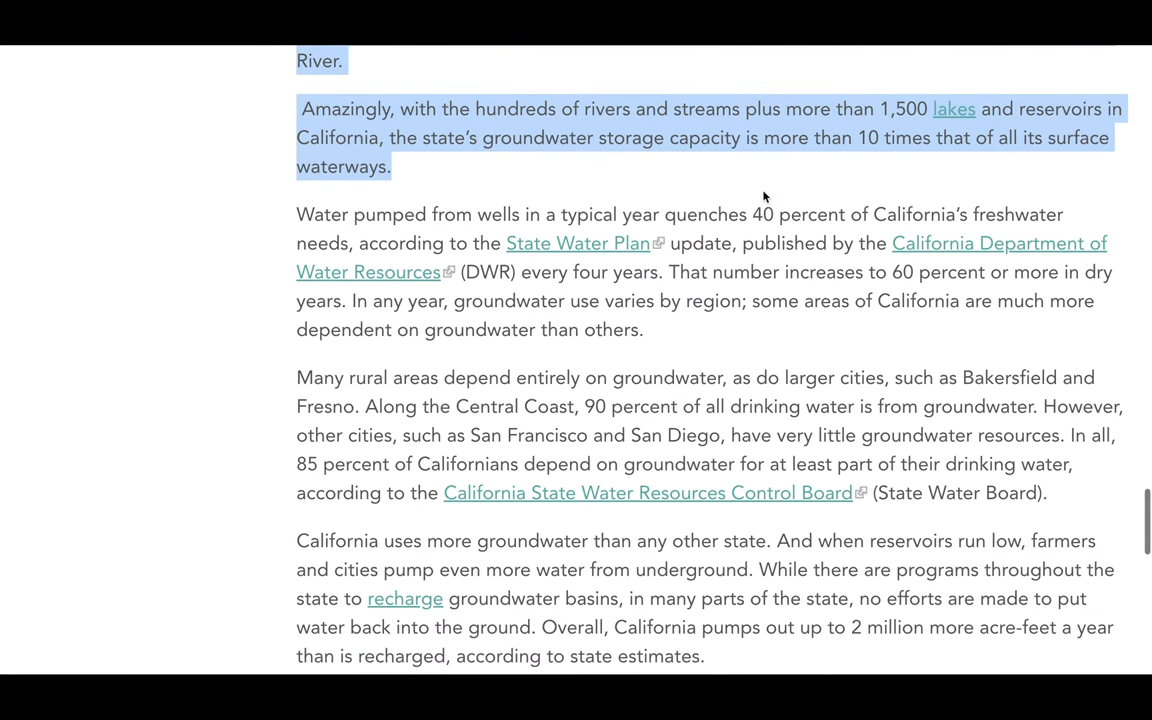 River.
Amazingly, with the hundreds of rivers and streams plus more than 1,500 lakes and reservoirs in
California, the state’s groundwater storage capacity is more than 10 times that of all its surface
waterways.
Water pumped from wells in a typical year quenches 40 percent of California’s freshwater
needs, according to the State Water Plan update, published by the California Department of
Water Resources (DWR) every four years. That number increases to 60 percent or more in dry
years. In any year, groundwater use varies by region; some areas of California are much more
dependent on groundwater than others.
Many rural areas depend entirely on groundwater, as do larger cities, such as Bakersfield and
Fresno. Along the Central Coast, 90 percent of all drinking water is from groundwater. However,
other cities, such as San Francisco and San Diego, have very little groundwater resources. In all,
85 percent of Californians depend on groundwater for at least part of their drinking water,
according to the California State Water Resources Control Board (State Water Board).
California uses more groundwater than any other state. And when reservoirs run low, farmers
and cities pump even more water from underground. While there are programs throughout the
state to recharge groundwater basins, in many parts of the state, no efforts are made to put
water back into the ground. Overall, California pumps out up to 2 million more acre-feet a year
than is recharged, according to state estimates.